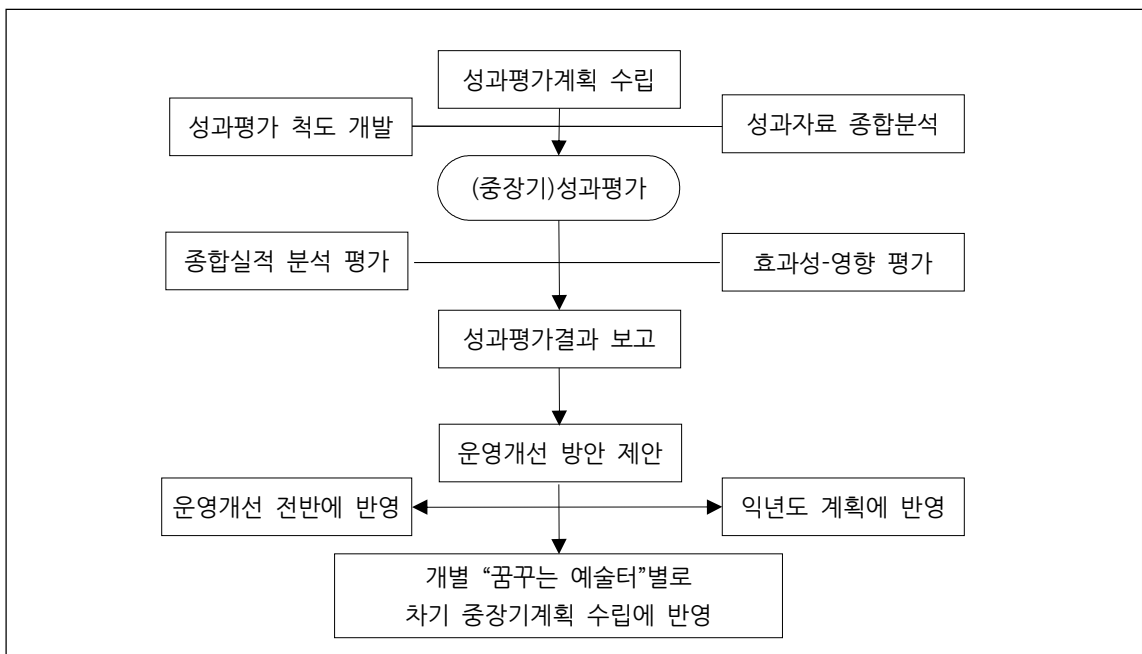 성과평가계획 수립
성과평가 척도 개발
성과자료 종합분석
(중장기)성과평가
종합실적 분석 평가
효과성-영향 평가
성과평가결과 보고
운영개선 방안 제안
운영개선 전반에 반영
익년도 계획에 반영
개별 “꿈꾸는 예술터”별로
차기 중장기계획 수립에 반영